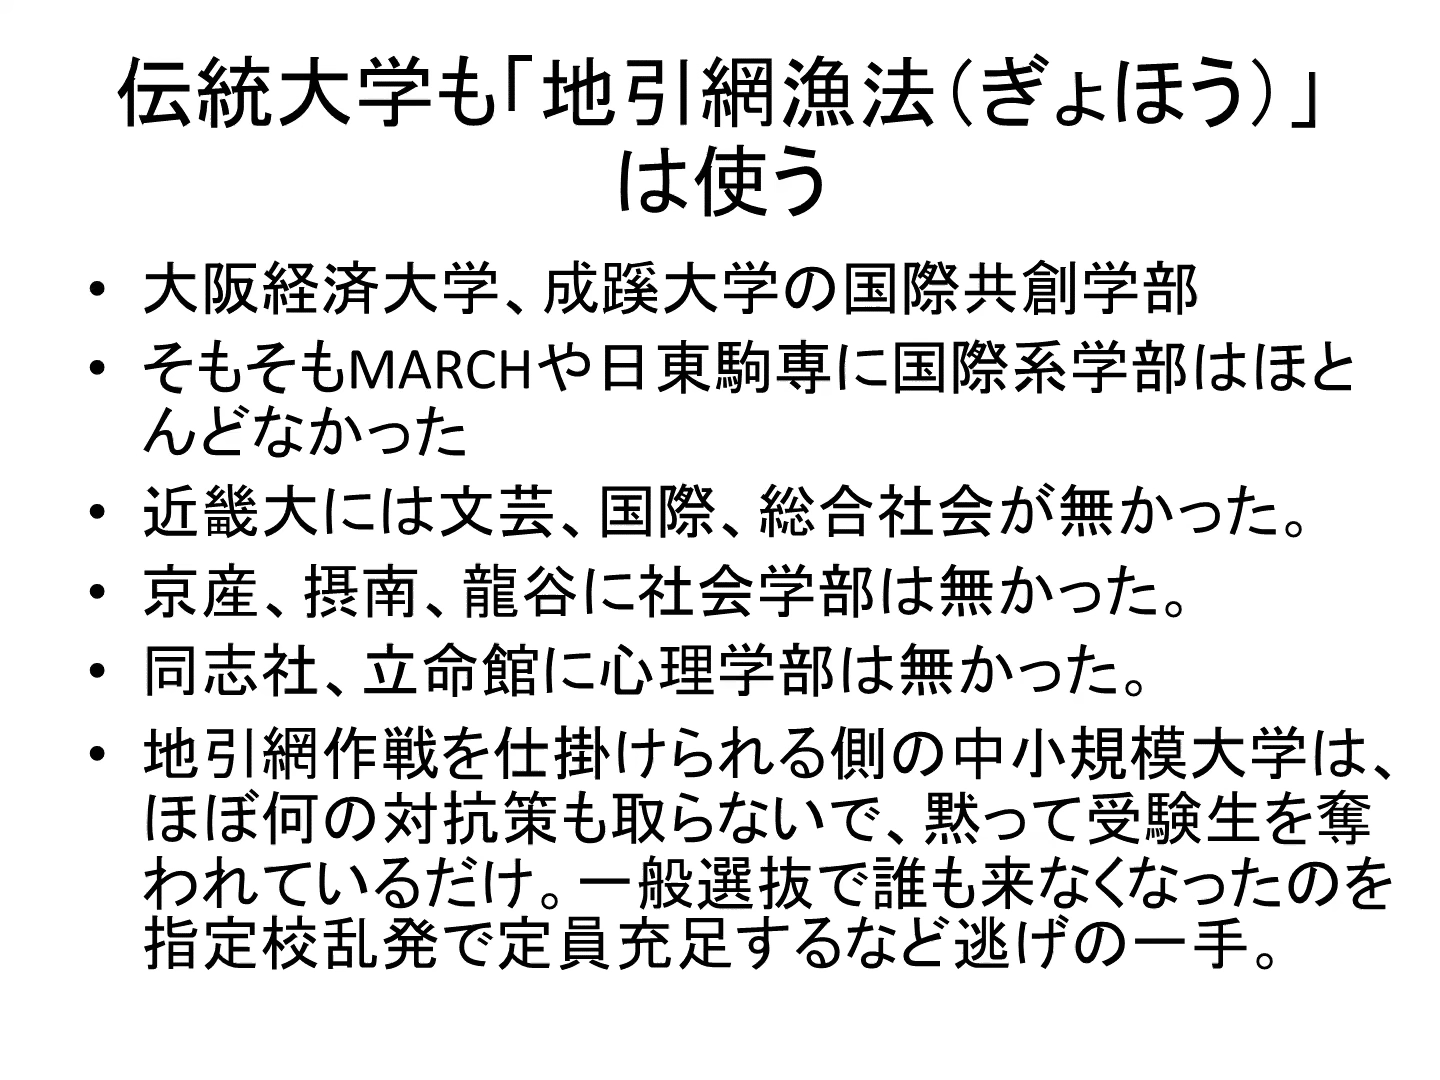 伝統大学も「地引網漁法（ぎょほう）」
は使う
• 大阪経済大学、成蹊大学の国際共創学部
• そもそもMARCHや日東駒専に国際系学部はほと
んどなかった
• 近畿大には文芸、国際、総合社会が無かった。
• 京産、摂南、龍谷に社会学部は無かった。
• 同志社、立命館に心理学部は無かった。
• 地引網作戦を仕掛けられる側の中小規模大学は、
ほぼ何の対抗策も取らないで、黙って受験生を奪
われているだけ。一般選抜で誰も来なくなったのを
指定校乱発で定員充足するなど逃げの一手。